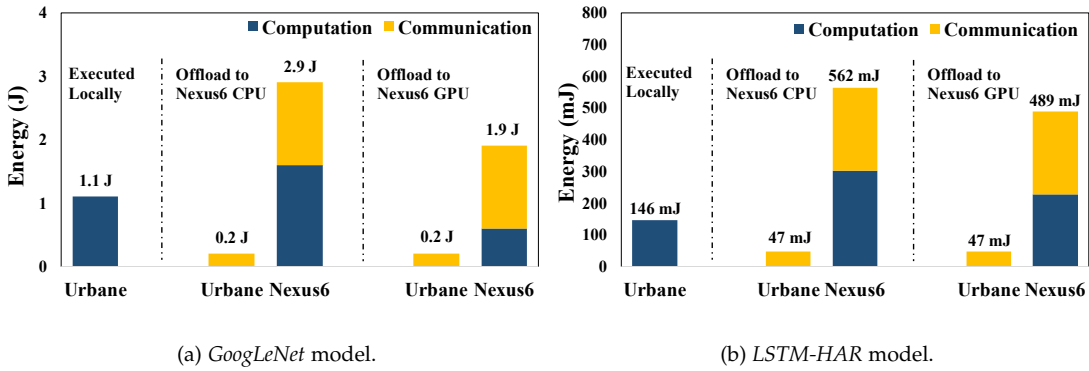 Computation Communication
Energy (J)
4
3
2
1
0
Executed
Locally
Offload to
Nexus6 CPU
Offload to
Nexus6 GPU
1.1 J
0.2 J
2.9 J
0.2 J
1.9 J
Urbane
Urbane Nexus6
Urbane Nexus6
(a) GoogLeNet model.
Computation Communication
Energy (mJ)
800
700
600
500
400
300
200
100
0
Executed
Locally
Offload to
Nexus6 CPU
Offload to
Nexus6 GPU
146 mJ
47 mJ
562 mJ
47 mJ
489 mJ
Urbane
Urbane Nexus6
Urbane Nexus6
(b) LSTM-HAR model.